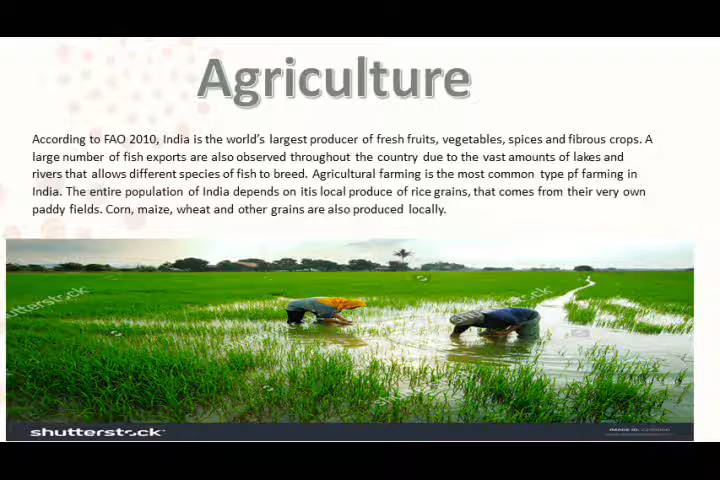 Agriculture
According to FAO 2010, India is the world's largest producer of fresh fruits, vegetables, spices and fibrous crops. A
large number of fish exports are also observed throughout the country due to the vast amounts of lakes and
rivers that allows different species of fish to breed. Agricultural farming is the most common type pf farming in
India. The entire population of India depends on itis local produce of rice grains, that comes from their very own
paddy fields. Corn, maize, wheat and other grains are also produced locally.
shutterstock
shutterstock
IMAGE ID: